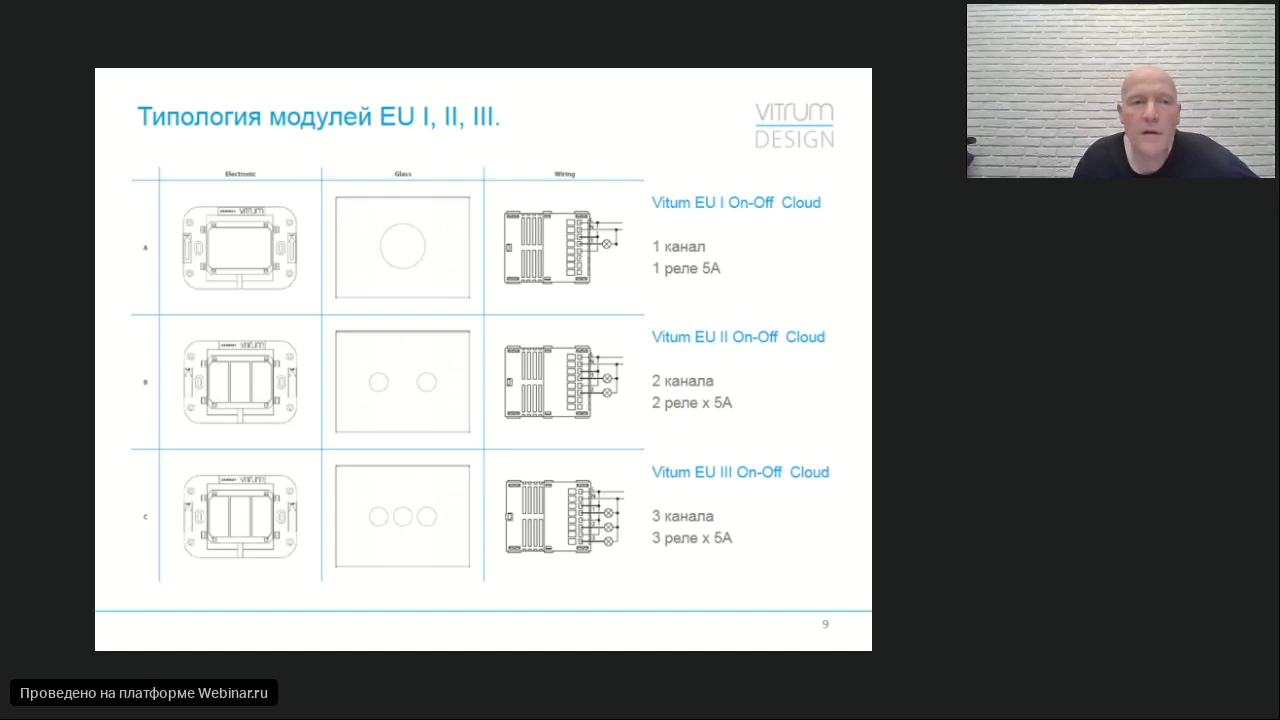 Типология модулей EU I, II, III.
VITRUM
DESIGN
Electronic
Glass
Wiring
A
Vitum EU I On-Off Cloud
1 канал
1 реле 5А
B
Vitum EU II On-Off Cloud
2 канала
2 реле x 5А
C
Vitum EU III On-Off Cloud
3 канала
3 реле x 5А
9
Проведено на платформе Webinar.ru